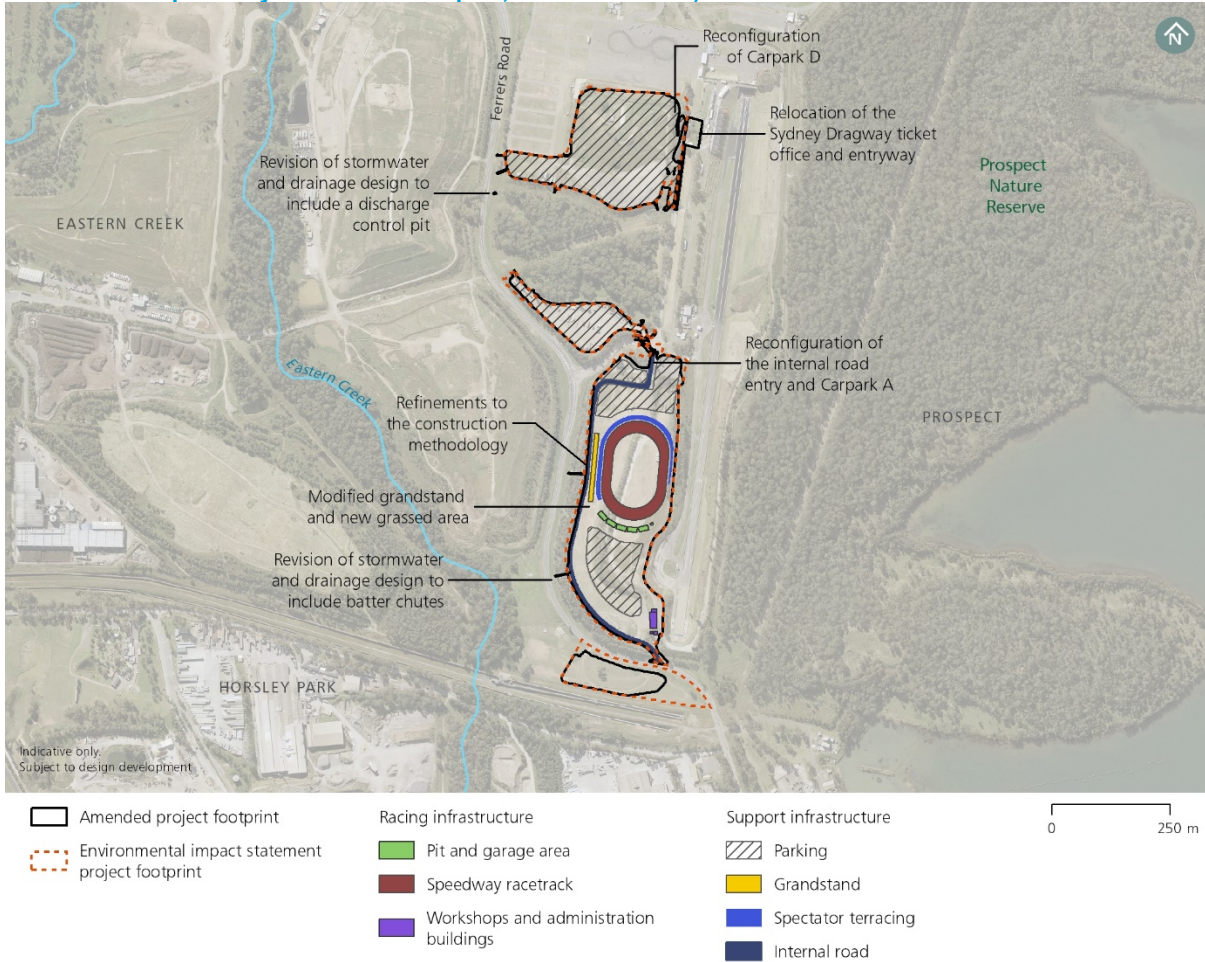 Reconfiguration
of Carpark D
Ferrers Road
N
Relocation of the
Sydney Dragway ticket
office and entryway
Revision of stormwater
and drainage design to
include a discharge
control pit
Prospect
Nature
Reserve
EASTERN CREEK
Reconfiguration of
the internal road
entry and Carpark A
Eastern Creek
Refinements to
the construction
methodology
PROSPECT
Modified grandstand
and new grassed area
Revision of stormwater
and drainage design to
include batter chutes
HORSLEY PARK
Indicative only.
Subject to design development
Amended project footprint
Environmental impact statement
project footprint
Racing infrastructure
Pit and garage area
Speedway racetrack
Workshops and administration
buildings
Support infrastructure
Parking
Grandstand
Spectator terracing
Internal road
0 250 m